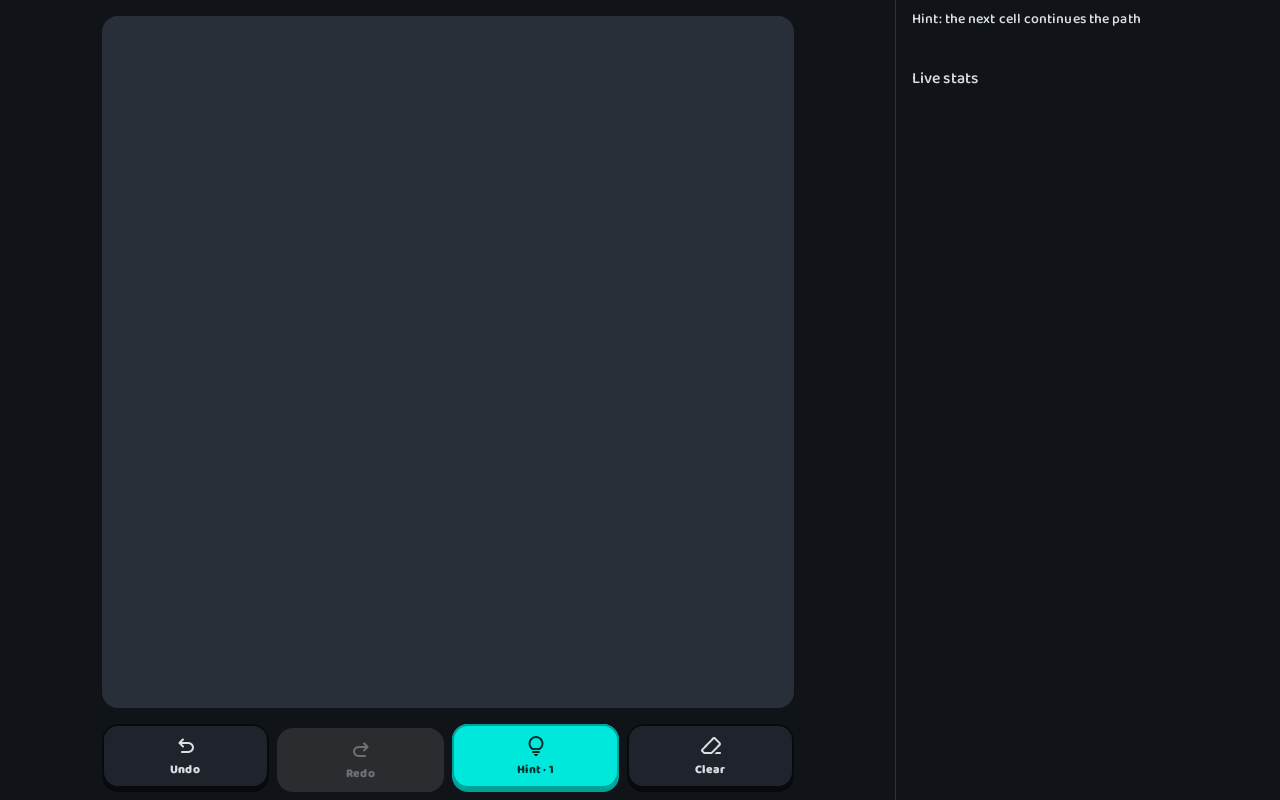 Hint: the next cell continues the path
Live stats
Undo
Redo
Hint · 1
Clear